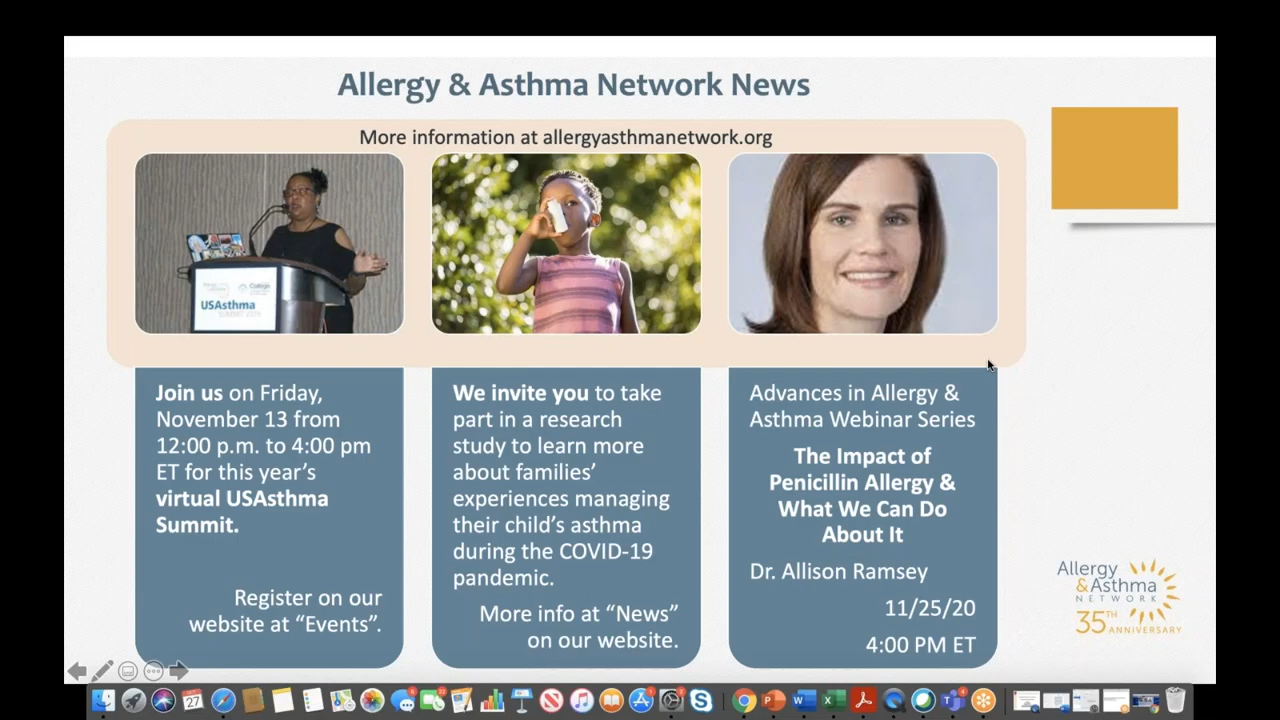 Allergy & Asthma Network News
More information at allergyasthmanetwork.org
USAsthma
SUMMIT
Join us on Friday,
November 13 from
12:00 p.m. to 4:00 pm
ET for this year's
virtual USAsthma
Summit.
Register on our
website at “Events”.
We invite you to take
part in a research
study to learn more
about families’
experiences managing
their child’s asthma
during the COVID-19
pandemic.
More info at “News”
on our website.
Advances in Allergy &
Asthma Webinar Series
The Impact of
Penicillin Allergy &
What We Can Do
About It
Dr. Allison Ramsey
11/25/20
4:00 PM ET
Allergy
&Asthma
NETWORK
35TH ANNIVERSARY
27